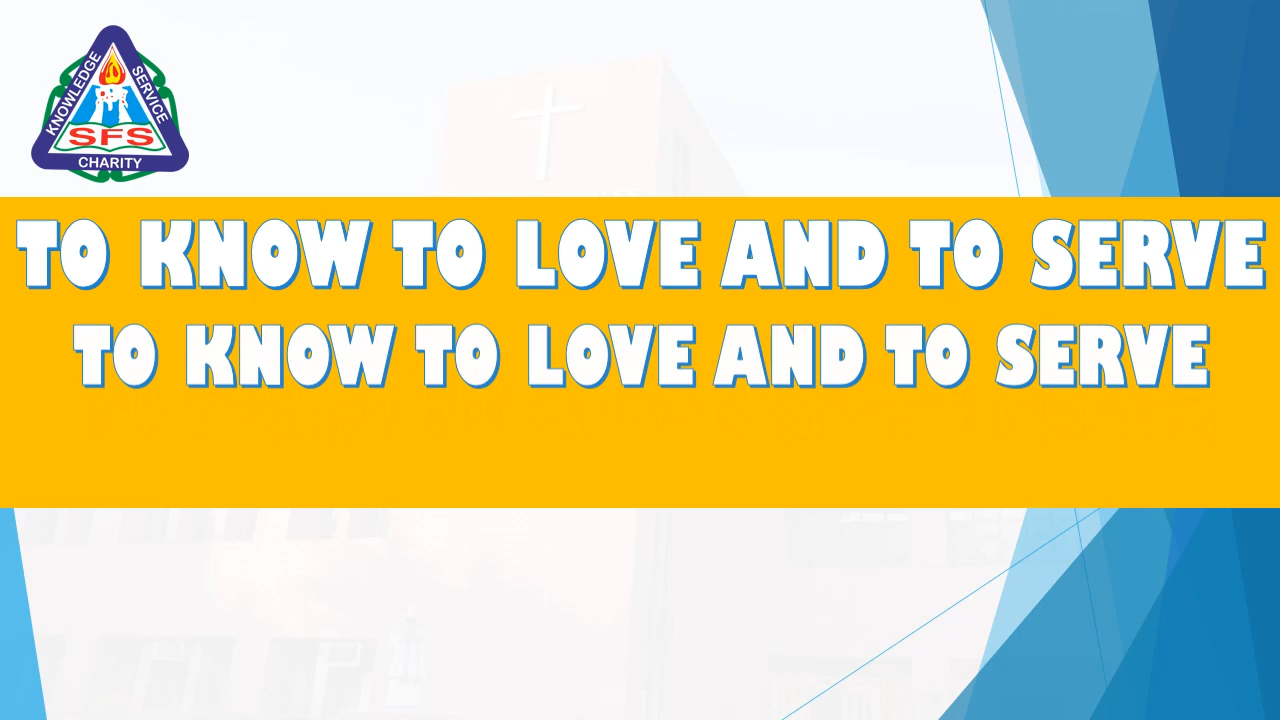 KNOWLEDGE
SERVICE
SFS
CHARITY
TO KNOW TO LOVE AND TO SERVE
TO KNOW TO LOVE AND TO SERVE